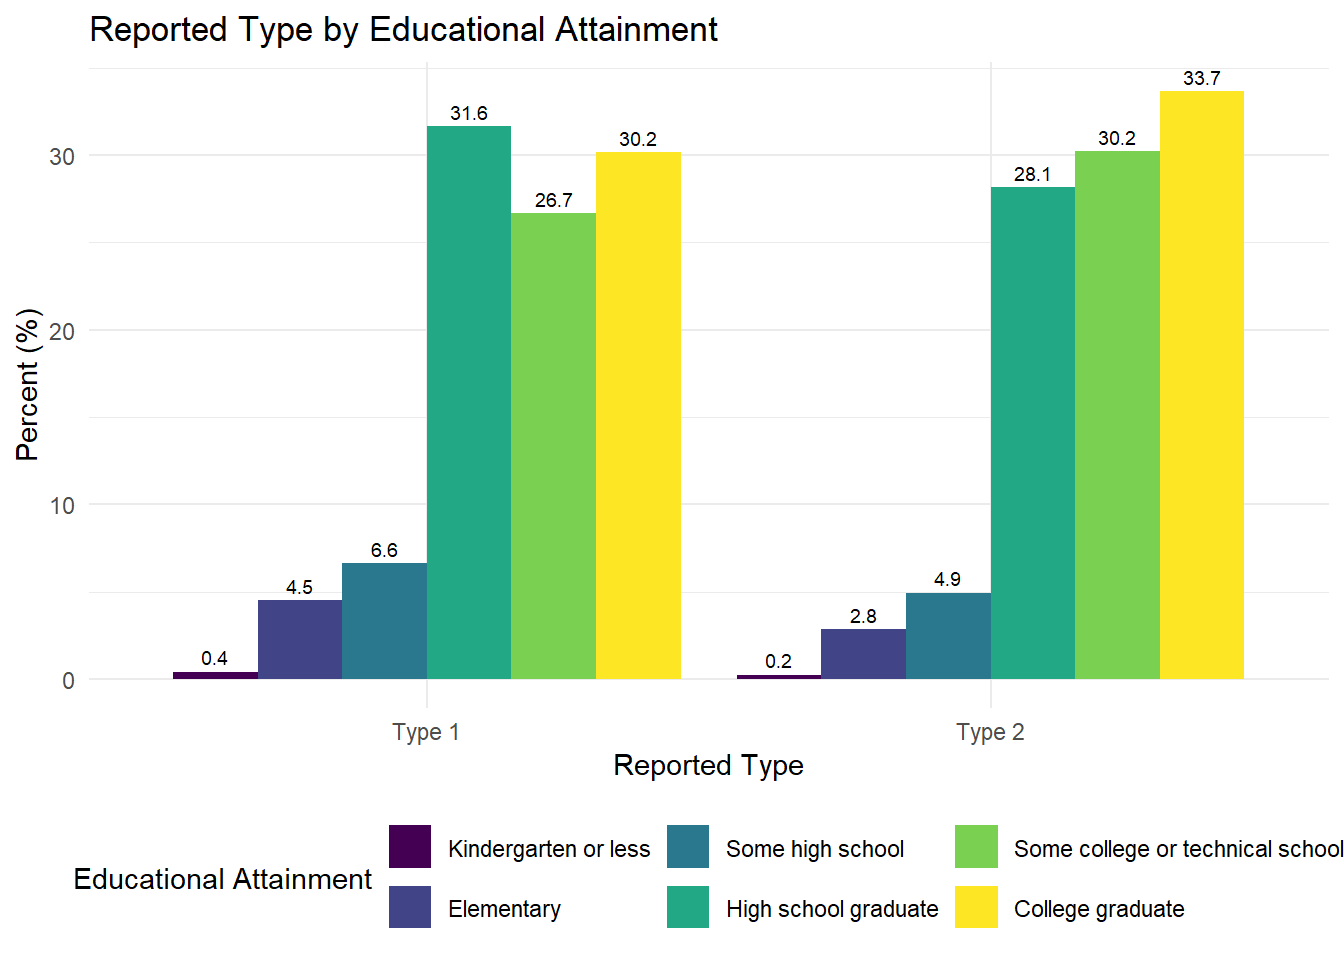 Reported Type by Educational Attainment
31.6
30.2
26.7
6.6
4.5
0.4
33.7
30.2
28.1
4.9
2.8
0.2
30
20
10
0
Percent (%)
Type 1
Type 2
Reported Type
Educational Attainment
Kindergarten or less
Elementary
Some high school
High school graduate
Some college or technical school
College graduate